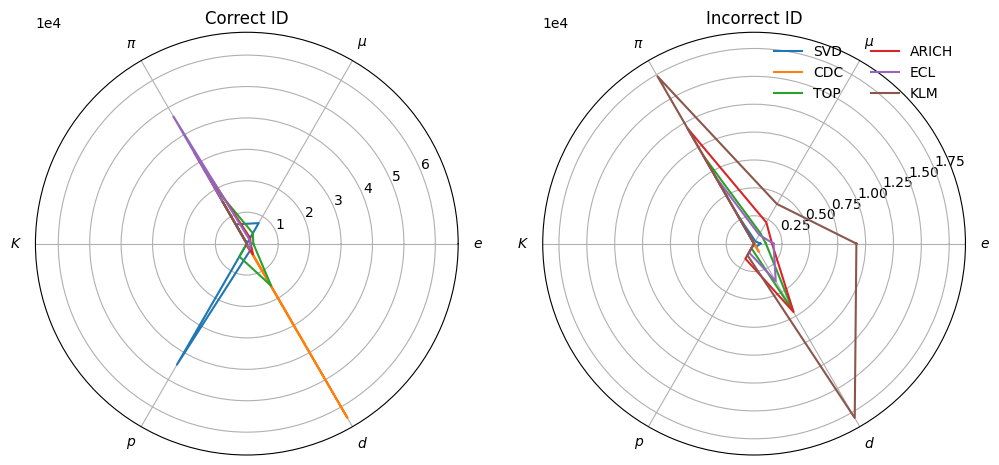 Correct ID
1e4
π
μ
K
e
p
d
1
2
3
4
5
6
Incorrect ID
1e4
π
μ
K
e
p
d
0.25
0.50
0.75
1.00
1.25
1.50
1.75
SVD
CDC
TOP
ARICH
ECL
KLM